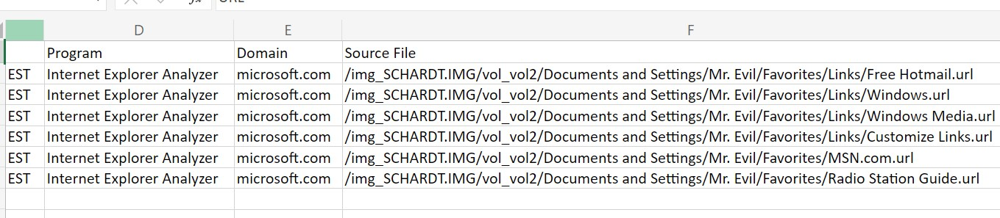 D E F
Program Domain Source File
EST Internet Explorer Analyzer microsoft.com /img_SCHARDT.IMG/vol_vol2/Documents and Settings/Mr. Evil/Favorites/Links/Free Hotmail.url
EST Internet Explorer Analyzer microsoft.com /img_SCHARDT.IMG/vol_vol2/Documents and Settings/Mr. Evil/Favorites/Links/Windows.url
EST Internet Explorer Analyzer microsoft.com /img_SCHARDT.IMG/vol_vol2/Documents and Settings/Mr. Evil/Favorites/Links/Windows Media.url
EST Internet Explorer Analyzer microsoft.com /img_SCHARDT.IMG/vol_vol2/Documents and Settings/Mr. Evil/Favorites/Links/Customize Links.url
EST Internet Explorer Analyzer microsoft.com /img_SCHARDT.IMG/vol_vol2/Documents and Settings/Mr. Evil/Favorites/MSN.com.url
EST Internet Explorer Analyzer microsoft.com /img_SCHARDT.IMG/vol_vol2/Documents and Settings/Mr. Evil/Favorites/Radio Station Guide.url